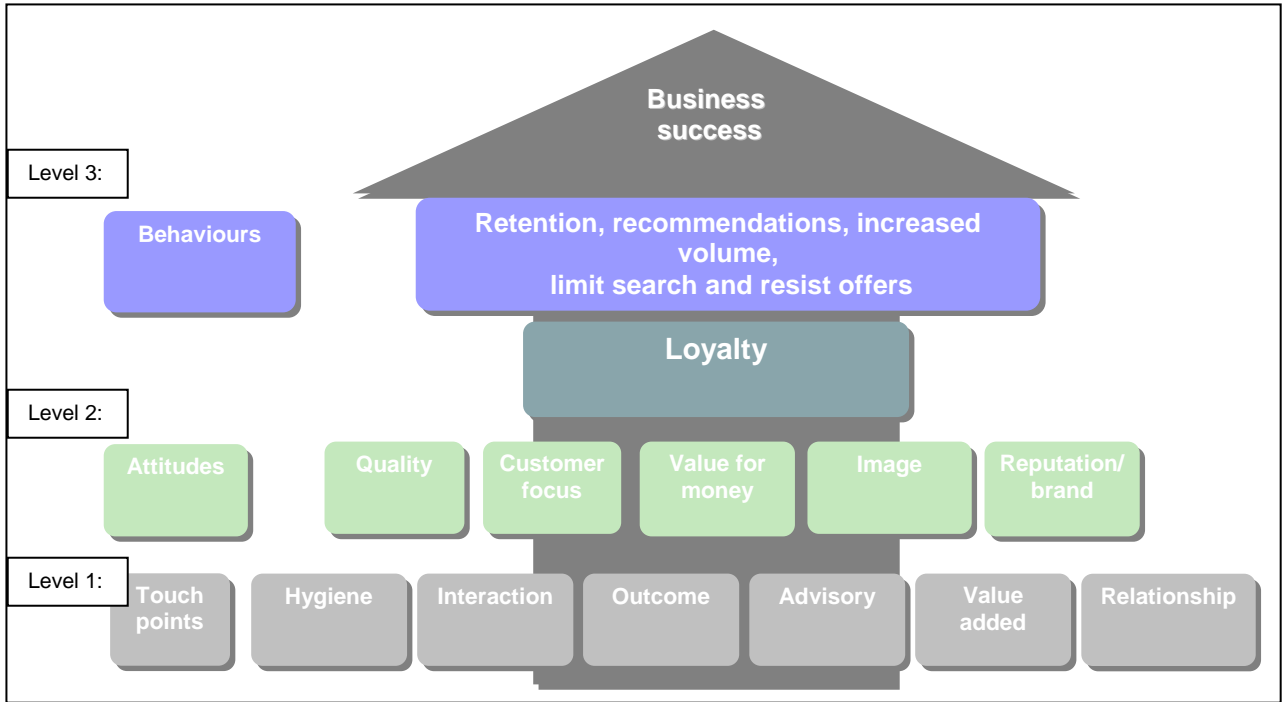 Business
success
Level 3:
Behaviours
Retention, recommendations, increased
volume,
limit search and resist offers
Loyalty
Level 2:
Attitudes
Quality
Customer
focus
Value for
money
Image
Reputation/
brand
Level 1:
Touch
points
Hygiene
Interaction
Outcome
Advisory
Value
added
Relationship